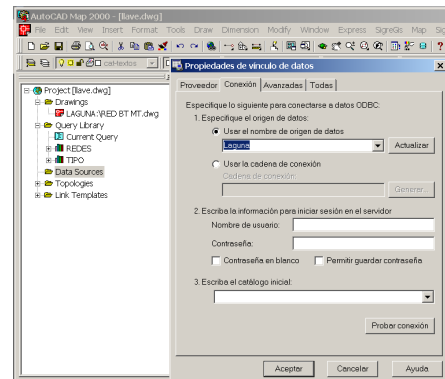 AutoCAD Map 2000 - [llave.dwg]
File Edit View Insert Format Tools Draw Dimension Modify Window Express SigreGis Map Sig
catHextos
Propiedades de vínculo de datos
Proveedor Conexión Avanzadas Todas
Project [llave.dwg]
Drawings
LAGUNA:\RED BT MT.dwg
Query Library
Current Query
REDES
TIPO
Data Sources
Topologies
Link Templates
Especifique lo siguiente para conectarse a datos ODBC:
1. Especifique el origen de datos:
Usar el nombre de origen de datos
Laguna
Actualizar
Usar la cadena de conexión
Cadena de conexión:
Generar...
2. Escriba la información para iniciar sesión en el servidor
Nombre de usuario:
Contraseña:
Contraseña en blanco
Permitir guardar contraseña
3. Escriba el catálogo inicial:
Probar conexión
Aceptar
Cancelar
Ayuda